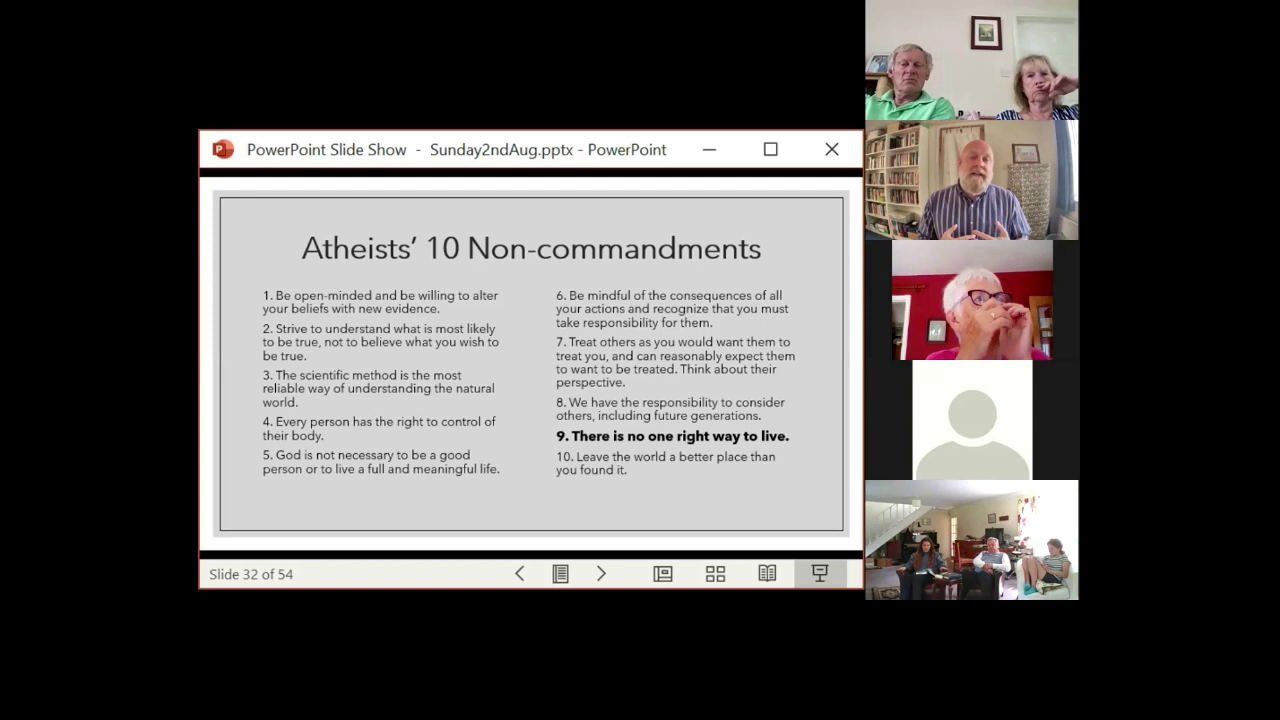 PowerPoint Slide Show - Sunday2ndAug.pptx - PowerPoint
Atheists’ 10 Non-commandments
1. Be open-minded and be willing to alter
your beliefs with new evidence.
2. Strive to understand what is most likely
to be true, not to believe what you wish to
be true.
3. The scientific method is the most
reliable way of understanding the natural
world.
4. Every person has the right to control of
their body.
5. God is not necessary to be a good
person or to live a full and meaningful life.
6. Be mindful of the consequences of all
your actions and recognize that you must
take responsibility for them.
7. Treat others as you would want them to
treat you, and can reasonably expect them
to want to be treated. Think about their
perspective.
8. We have the responsibility to consider
others, including future generations.
9. There is no one right way to live.
10. Leave the world a better place than
you found it.
Slide 32 of 54